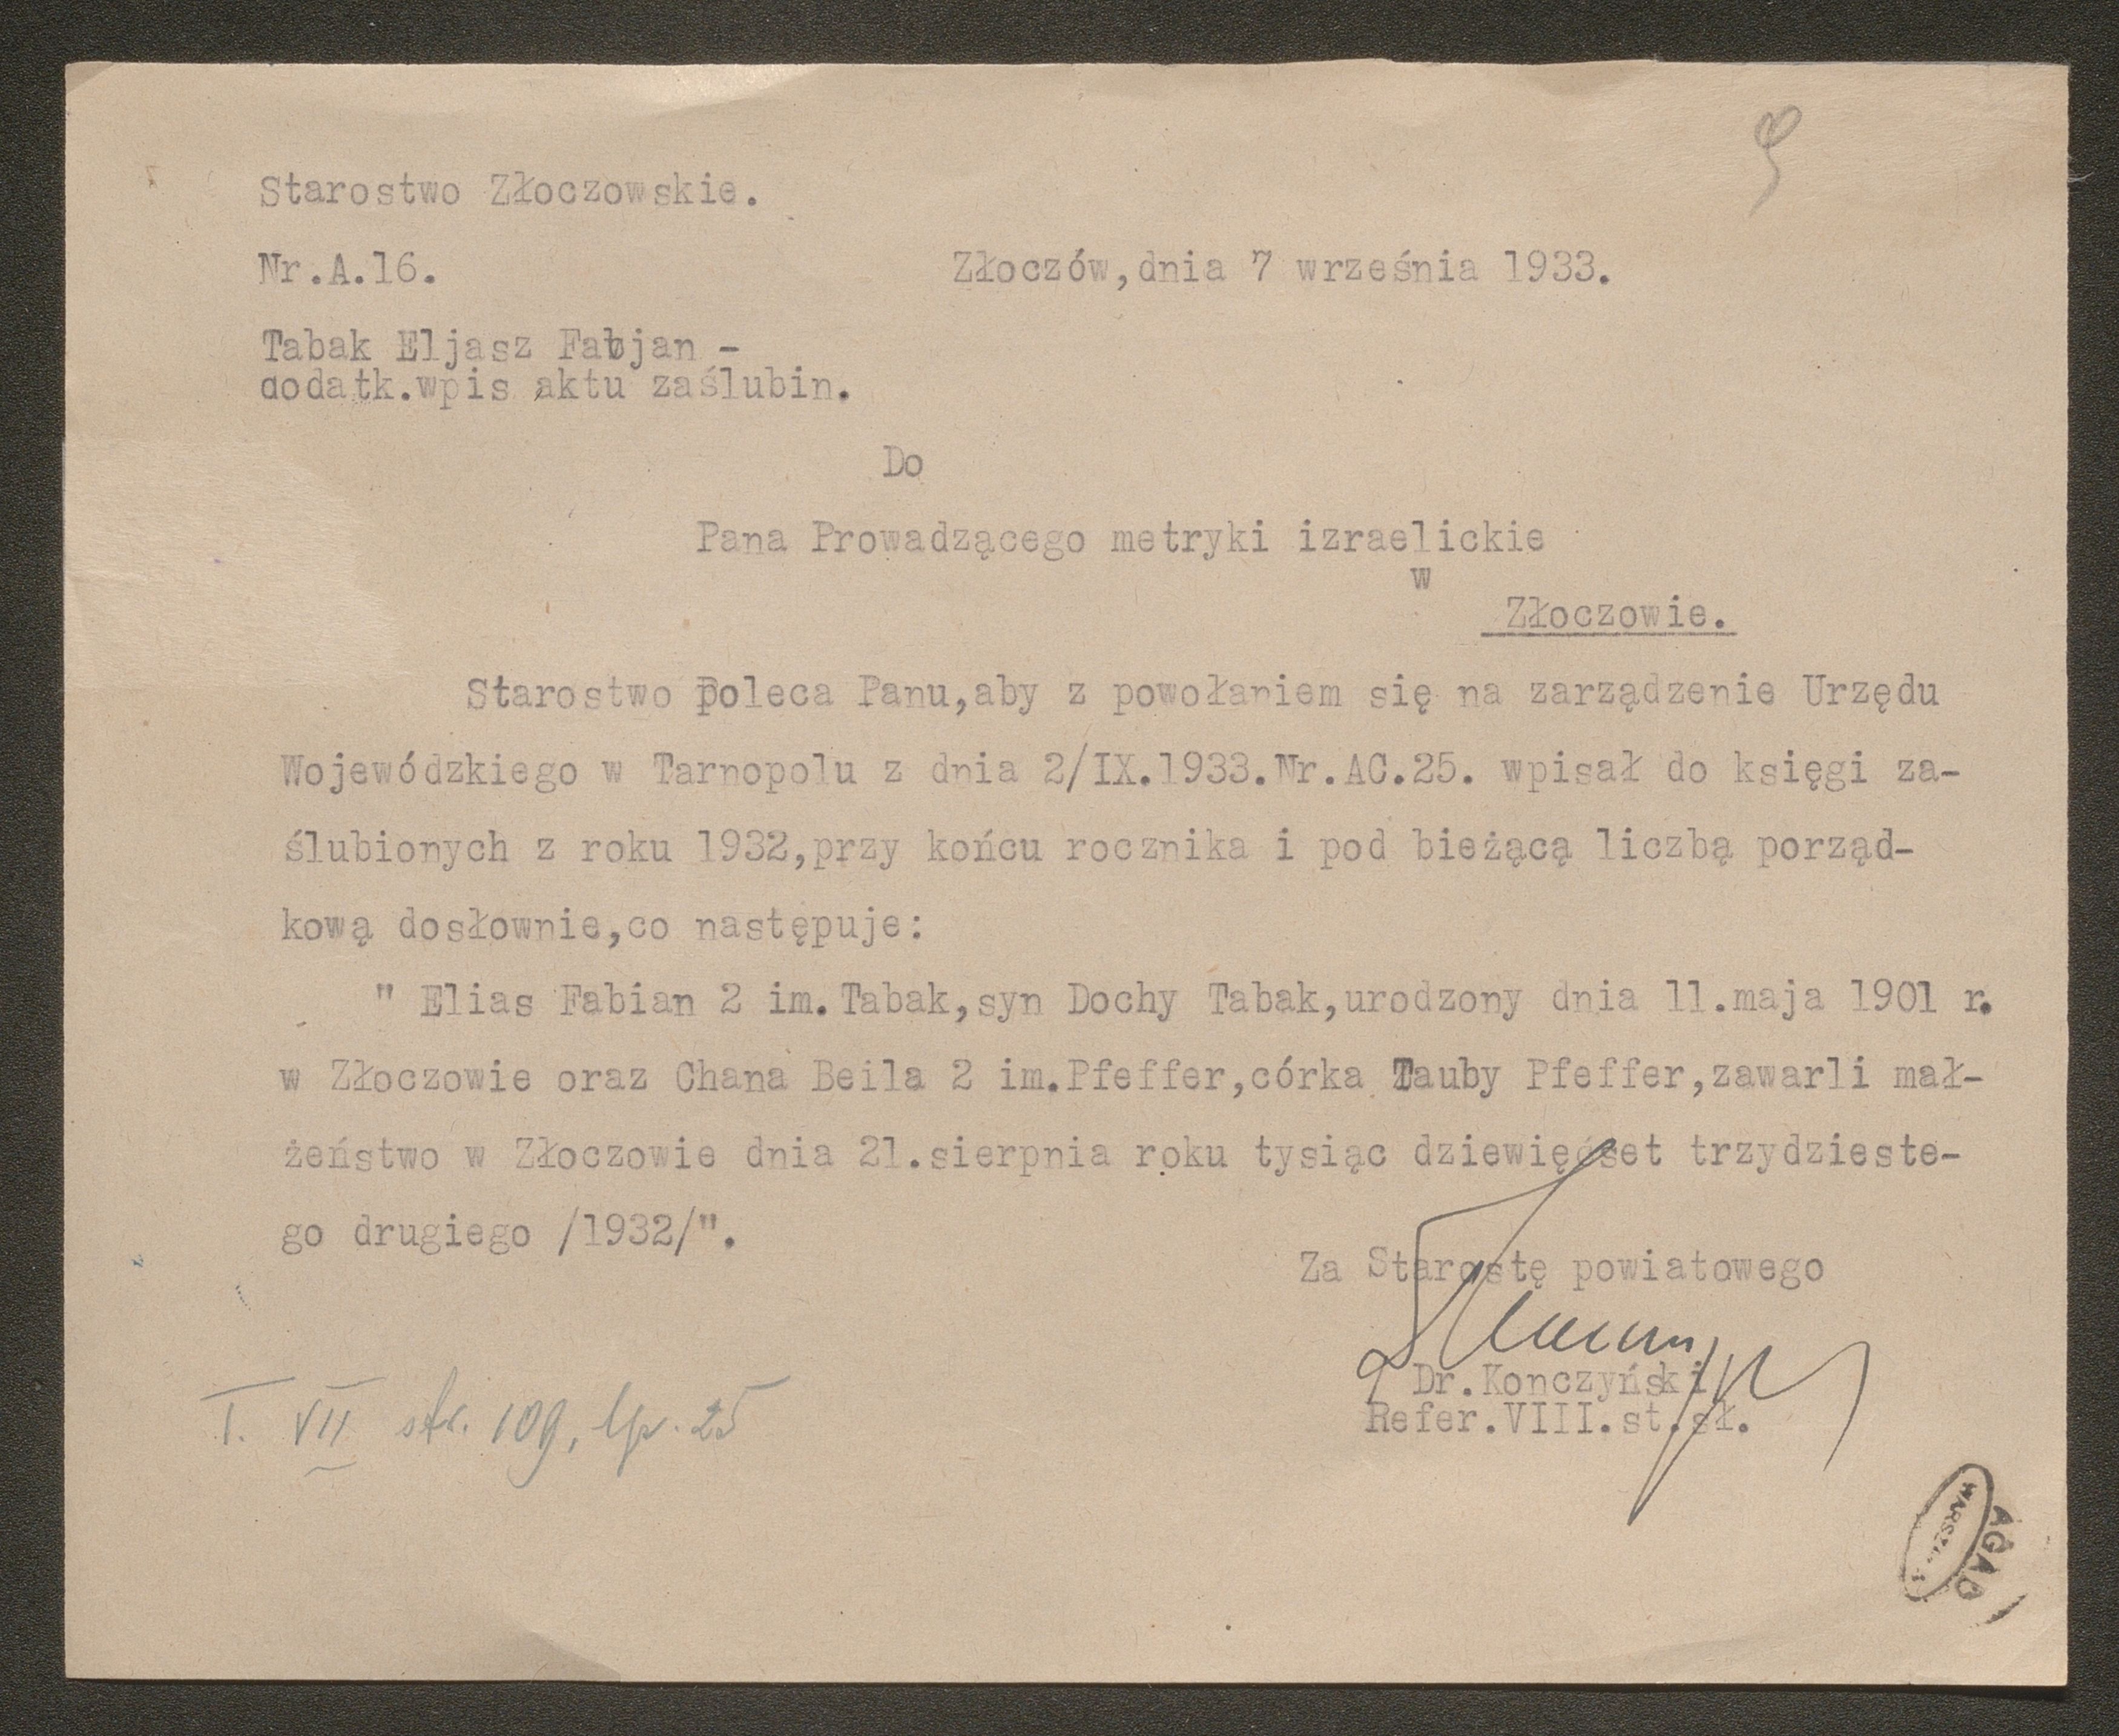 9
Starostwo Złoczowskie.
Nr.A.16.
Złoczów,dnia 7 września 1933.
Tabak Eljasz Fabjan -
dodatk.wpis aktu zaślubin.
Do
Pana Prowadzącego metryki izraelickie
w
Złoczowie.
Starostwo poleca Panu,aby z powołaniem się na zarządzenie Urzędu
Wojewódzkiego w Tarnopolu z dnia 2/IX.1933.Nr.AC.25. wpisał do księgi za-
ślubionych z roku 1932,przy końcu rocznika i pod bieżącą liczbą porząd-
kową dosłownie,co następuje:
" Elias Fabian 2 im.Tabak,syn Dochy Tabak,urodzony dnia 11.maja 1901 r.
w Złoczowie oraz Chana Beila 2 im.Pfeffer,córka Tauby Pfeffer,zawarli mał-
żeństwo w Złoczowie dnia 21.sierpnia roku tysiąc dziewięćset trzydzieste-
go drugiego /1932/".
Za Starostę powiatowego
Dr.Konczyński
Refer.VIII.st.sł.
T. VII str. 109, lp. 25
AGAD